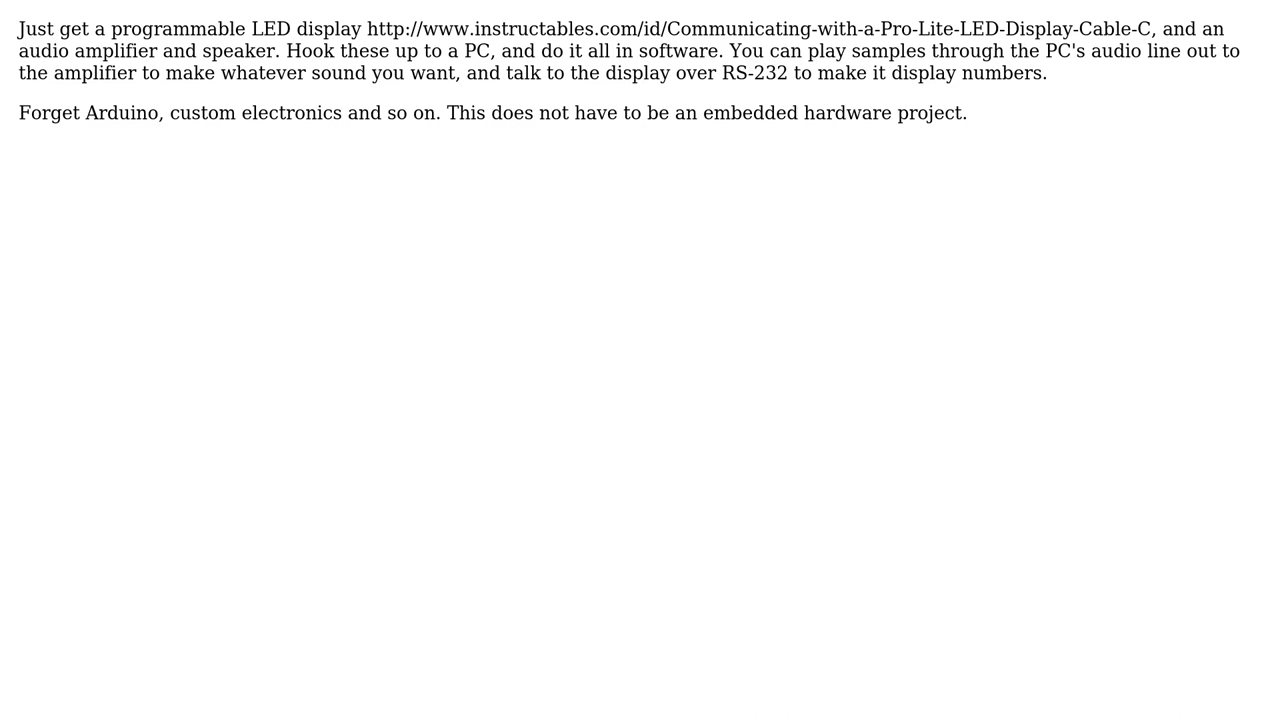 Just get a programmable LED display http://www.instructables.com/id/Communicating-with-a-Pro-Lite-LED-Display-Cable-C, and an
audio amplifier and speaker. Hook these up to a PC, and do it all in software. You can play samples through the PC's audio line out to
the amplifier to make whatever sound you want, and talk to the display over RS-232 to make it display numbers.
Forget Arduino, custom electronics and so on. This does not have to be an embedded hardware project.